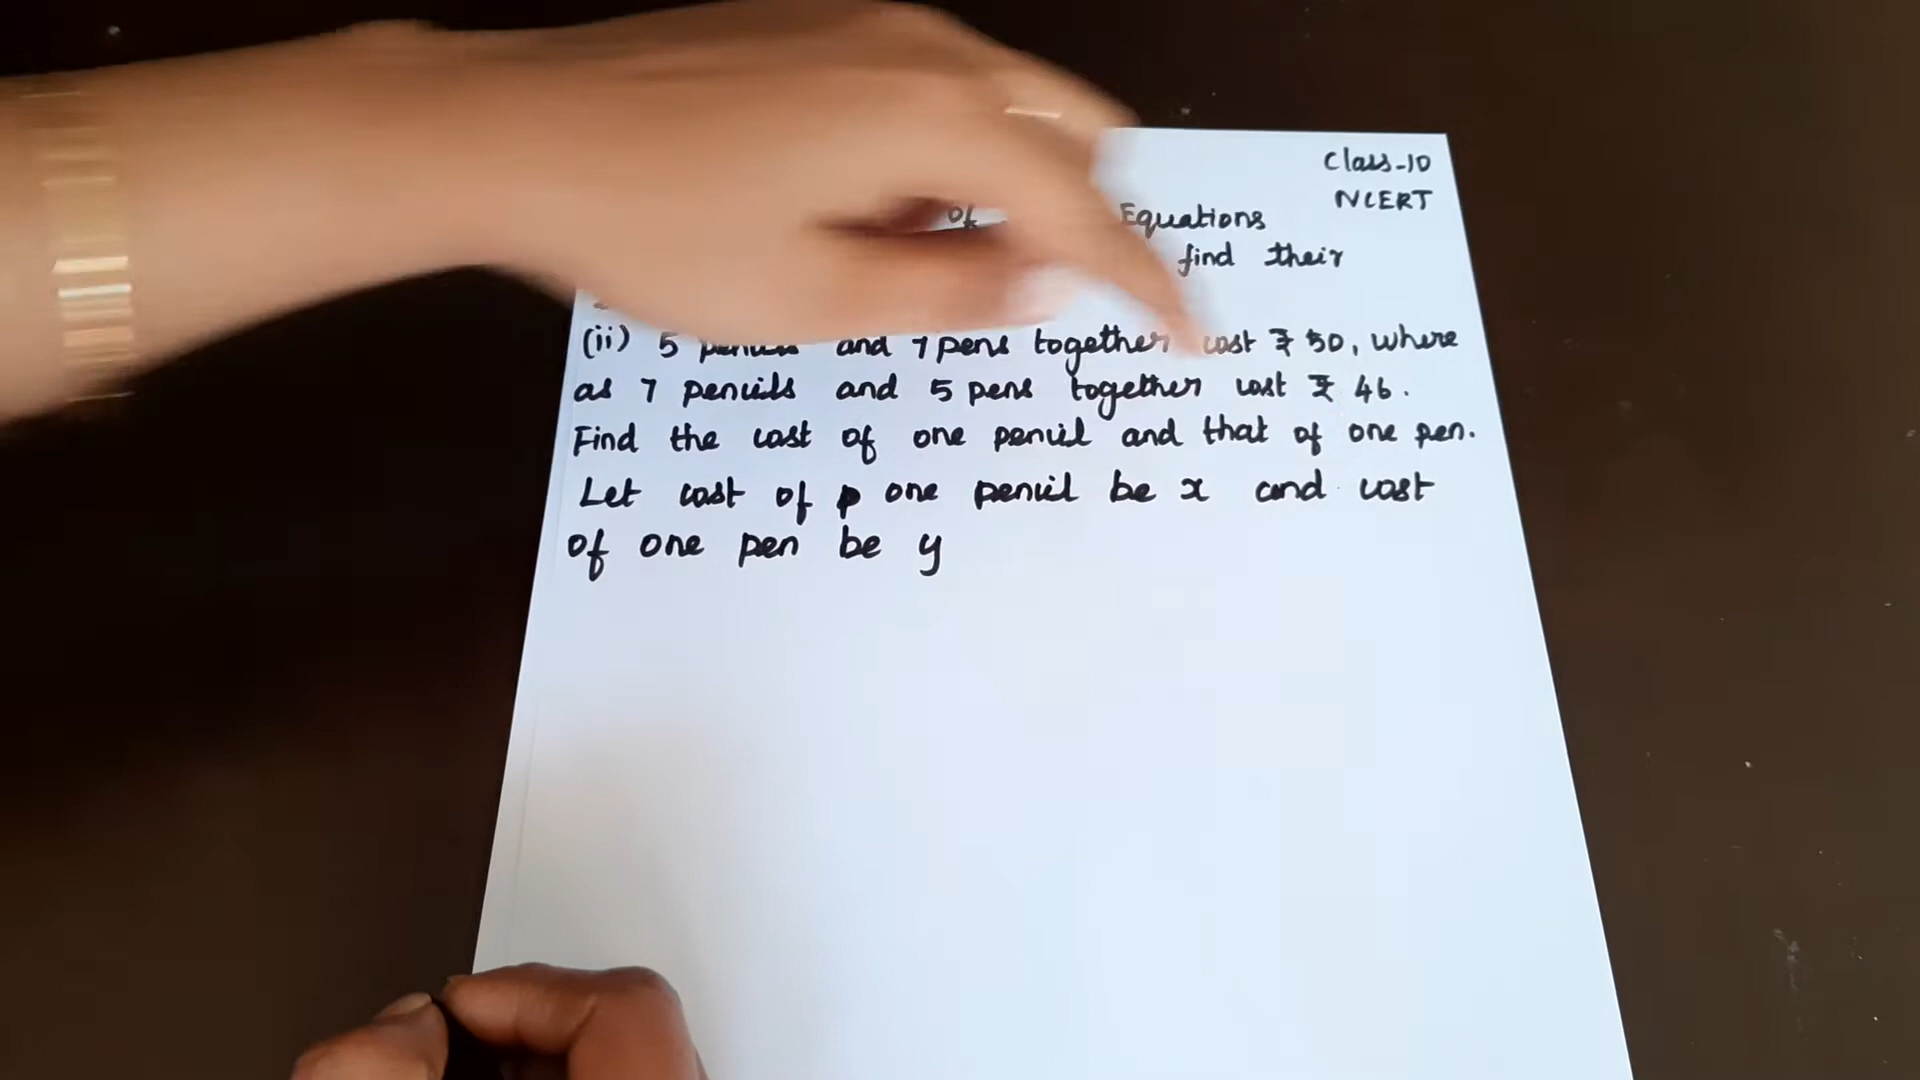 Class-10
NCERT
of Equations
find their
(ii) 5 pencils and 7 pens together cost ₹ 50, where
as 7 pencils and 5 pens together cost ₹ 46.
Find the cost of one pencil and that of one pen.
Let cost of p one pencil be x and cost
of one pen be y